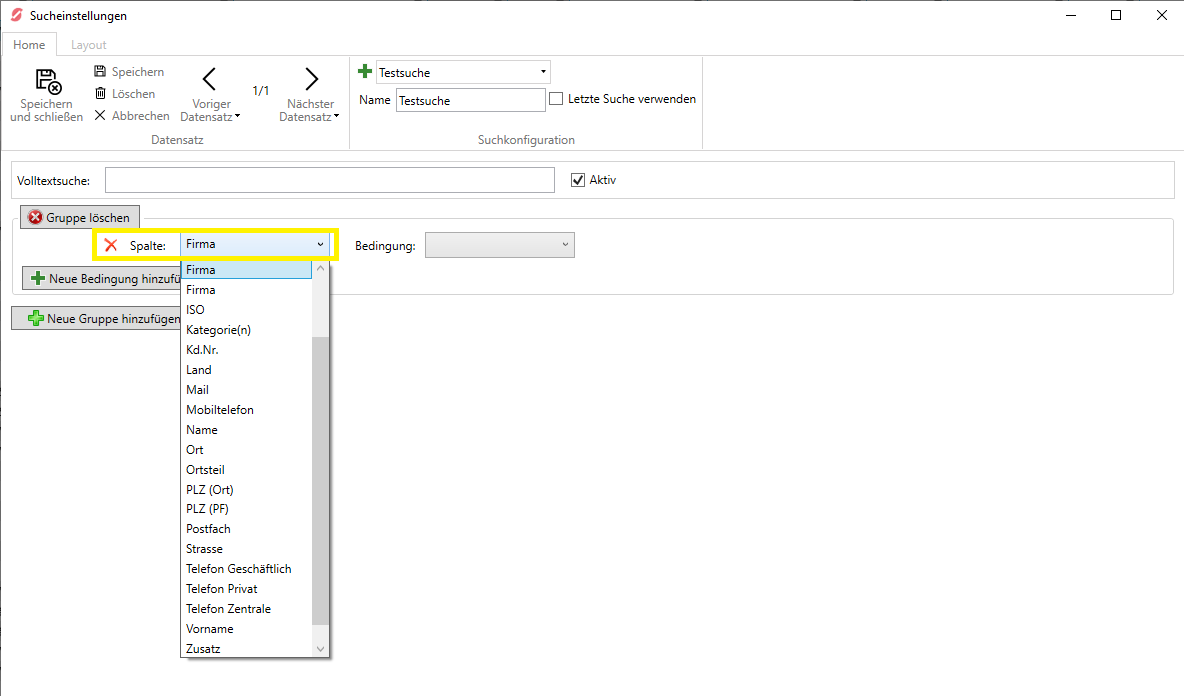 Sucheinstellungen
Home Layout
Speichern und schließen
Speichern
Löschen
Abbrechen
Voriger Datensatz
1/1
Nächster Datensatz
Datensatz
Testsuche
Name Testsuche Letzte Suche verwenden
Suchkonfiguration
Volltextsuche: Aktiv
Gruppe löschen
Spalte: Firma Bedingung:
Neue Bedingung hinzufü
Neue Gruppe hinzufügen
Firma
Firma
ISO
Kategorie(n)
Kd.Nr.
Land
Mail
Mobiltelefon
Name
Ort
Ortsteil
PLZ (Ort)
PLZ (PF)
Postfach
Strasse
Telefon Geschäftlich
Telefon Privat
Telefon Zentrale
Vorname
Zusatz